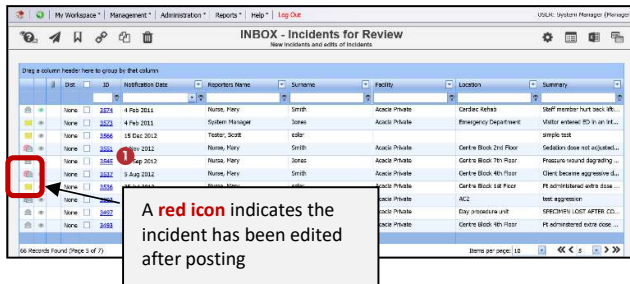 My Workspace Management Administration Reports Help Log Out USER: System Manager (Manager
INBOX - Incidents for Review
New Incidents and edits of Incidents
Drag a column header here to group by that column
Dist ID Notification Date Reporters Name Surname Facility Location Summary
None 3574 4 Feb 2011 Nurse, Mary Smith Acacia Private Cardiac Rehab Staff member hurt back lift...
None 3573 4 Feb 2011 System Manager Jones Acacia Private Emergency Department Visitor entered ED in an int...
None 3566 15 Dec 2012 Tester, Scott simple test
None 3551 Nov 2012 Nurse, Mary Smith Acacia Private Centre Block 2nd Floor Sedation dose not adjusted...
None 3545 1 Sep 2012 Nurse, Mary Jones Acacia Private Centre Block 7th Floor Pressure wound degrading ...
None 3537 5 Aug 2012 Nurse, Mary Smith Acacia Private Centre Block 4th Floor Client became aggressive d...
None 3536 Acacia Private Centre Block 1st Floor Pt administered extra dose ...
None Acacia Private AC2 test aggression
None 3497 Acacia Private Day procedure unit SPECIMEN LOST AFTER CO...
None 3493 Acacia Private Centre Block 4th Floor Pt adminstered extra dose ...
A red icon indicates the
incident has been edited
after posting
66 Records Found (Page 5 of 7) Items per page: 10 5